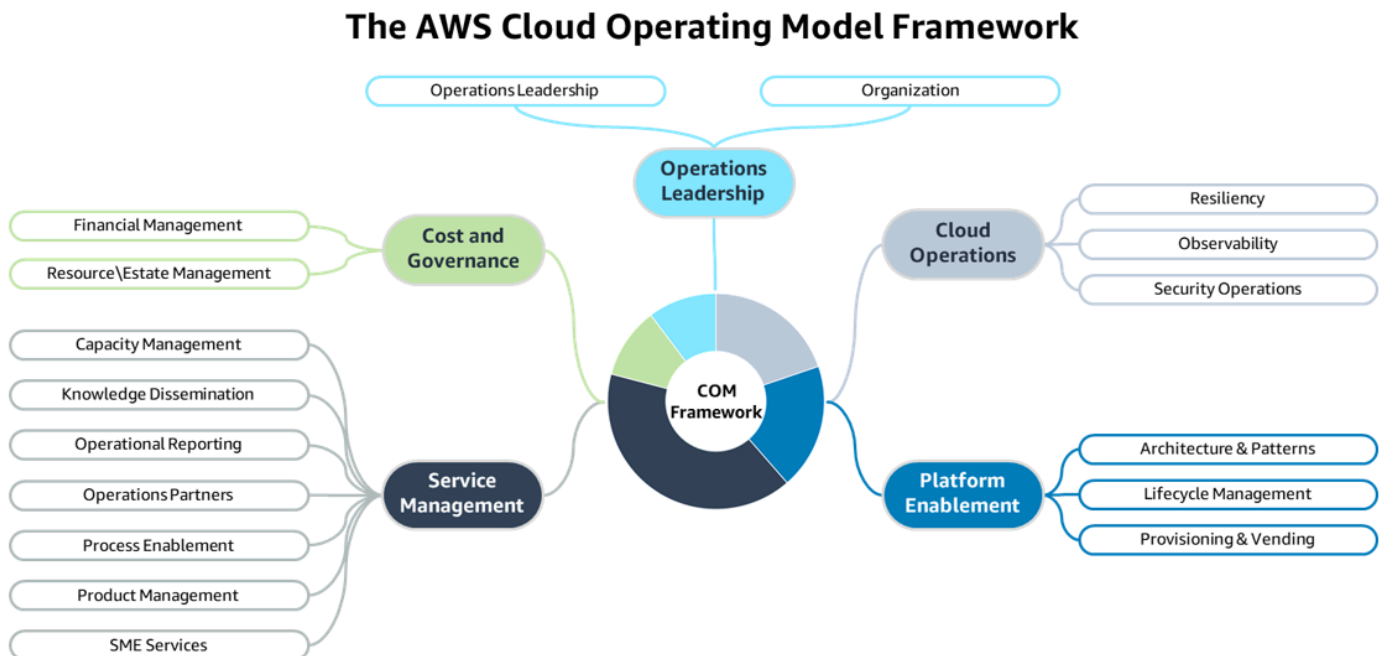 The AWS Cloud Operating Model Framework
Operations Leadership
Organization
Operations
Leadership
Financial Management
Resource\Estate Management
Cost and
Governance
Cloud
Operations
Resiliency
Observability
Security Operations
COM
Framework
Capacity Management
Knowledge Dissemination
Operational Reporting
Operations Partners
Process Enablement
Product Management
SME Services
Service
Management
Platform
Enablement
Architecture & Patterns
Lifecycle Management
Provisioning & Vending